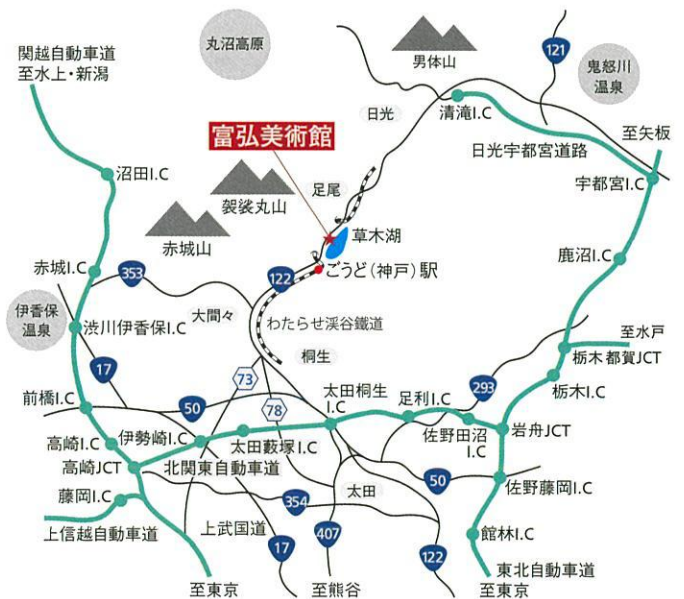 関越自動車道
至水上・新潟
丸沼高原
男体山
121
鬼怒川
温泉
日光
清滝I.C
至矢板
富弘美術館
日光宇都宮道路
沼田I.C
足尾
宇都宮I.C
袈裟丸山
草木湖
赤城山
鹿沼I.C
赤城I.C
353
122
ごうど(神戸)駅
伊香保
温泉
大間々
わたらせ渓谷鐵道
渋川伊香保I.C
至水戸
桐生
栃木都賀JCT
17
73
太田桐生
I.C
足利I.C
293
栃木I.C
前橋I.C
50
78
佐野田沼
I.C
岩舟JCT
高崎I.C
伊勢崎I.C
太田藪塚I.C
高崎JCT
北関東自動車道
50
佐野藤岡I.C
太田
藤岡I.C
354
上信越自動車道
上武国道
407
館林I.C
17
122
東北自動車道
至東京
至熊谷
至東京